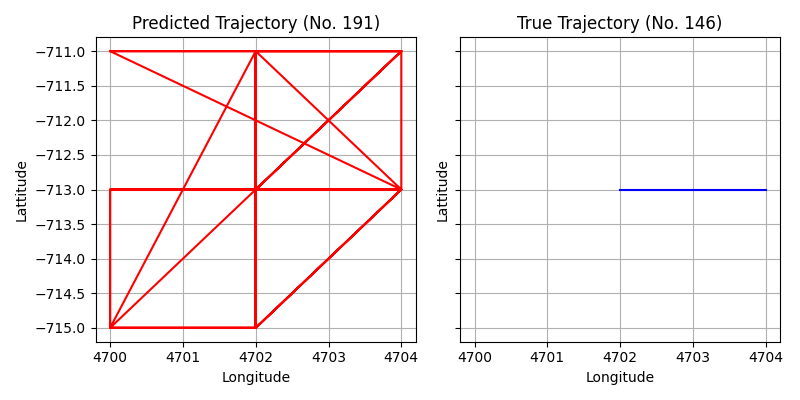 Predicted Trajectory (No. 191)
True Trajectory (No. 146)
−711.0
−711.5
−712.0
−712.5
−713.0
−713.5
−714.0
−714.5
−715.0
Lattitude
Lattitude
4700 4701 4702 4703 4704
4700 4701 4702 4703 4704
Longitude
Longitude